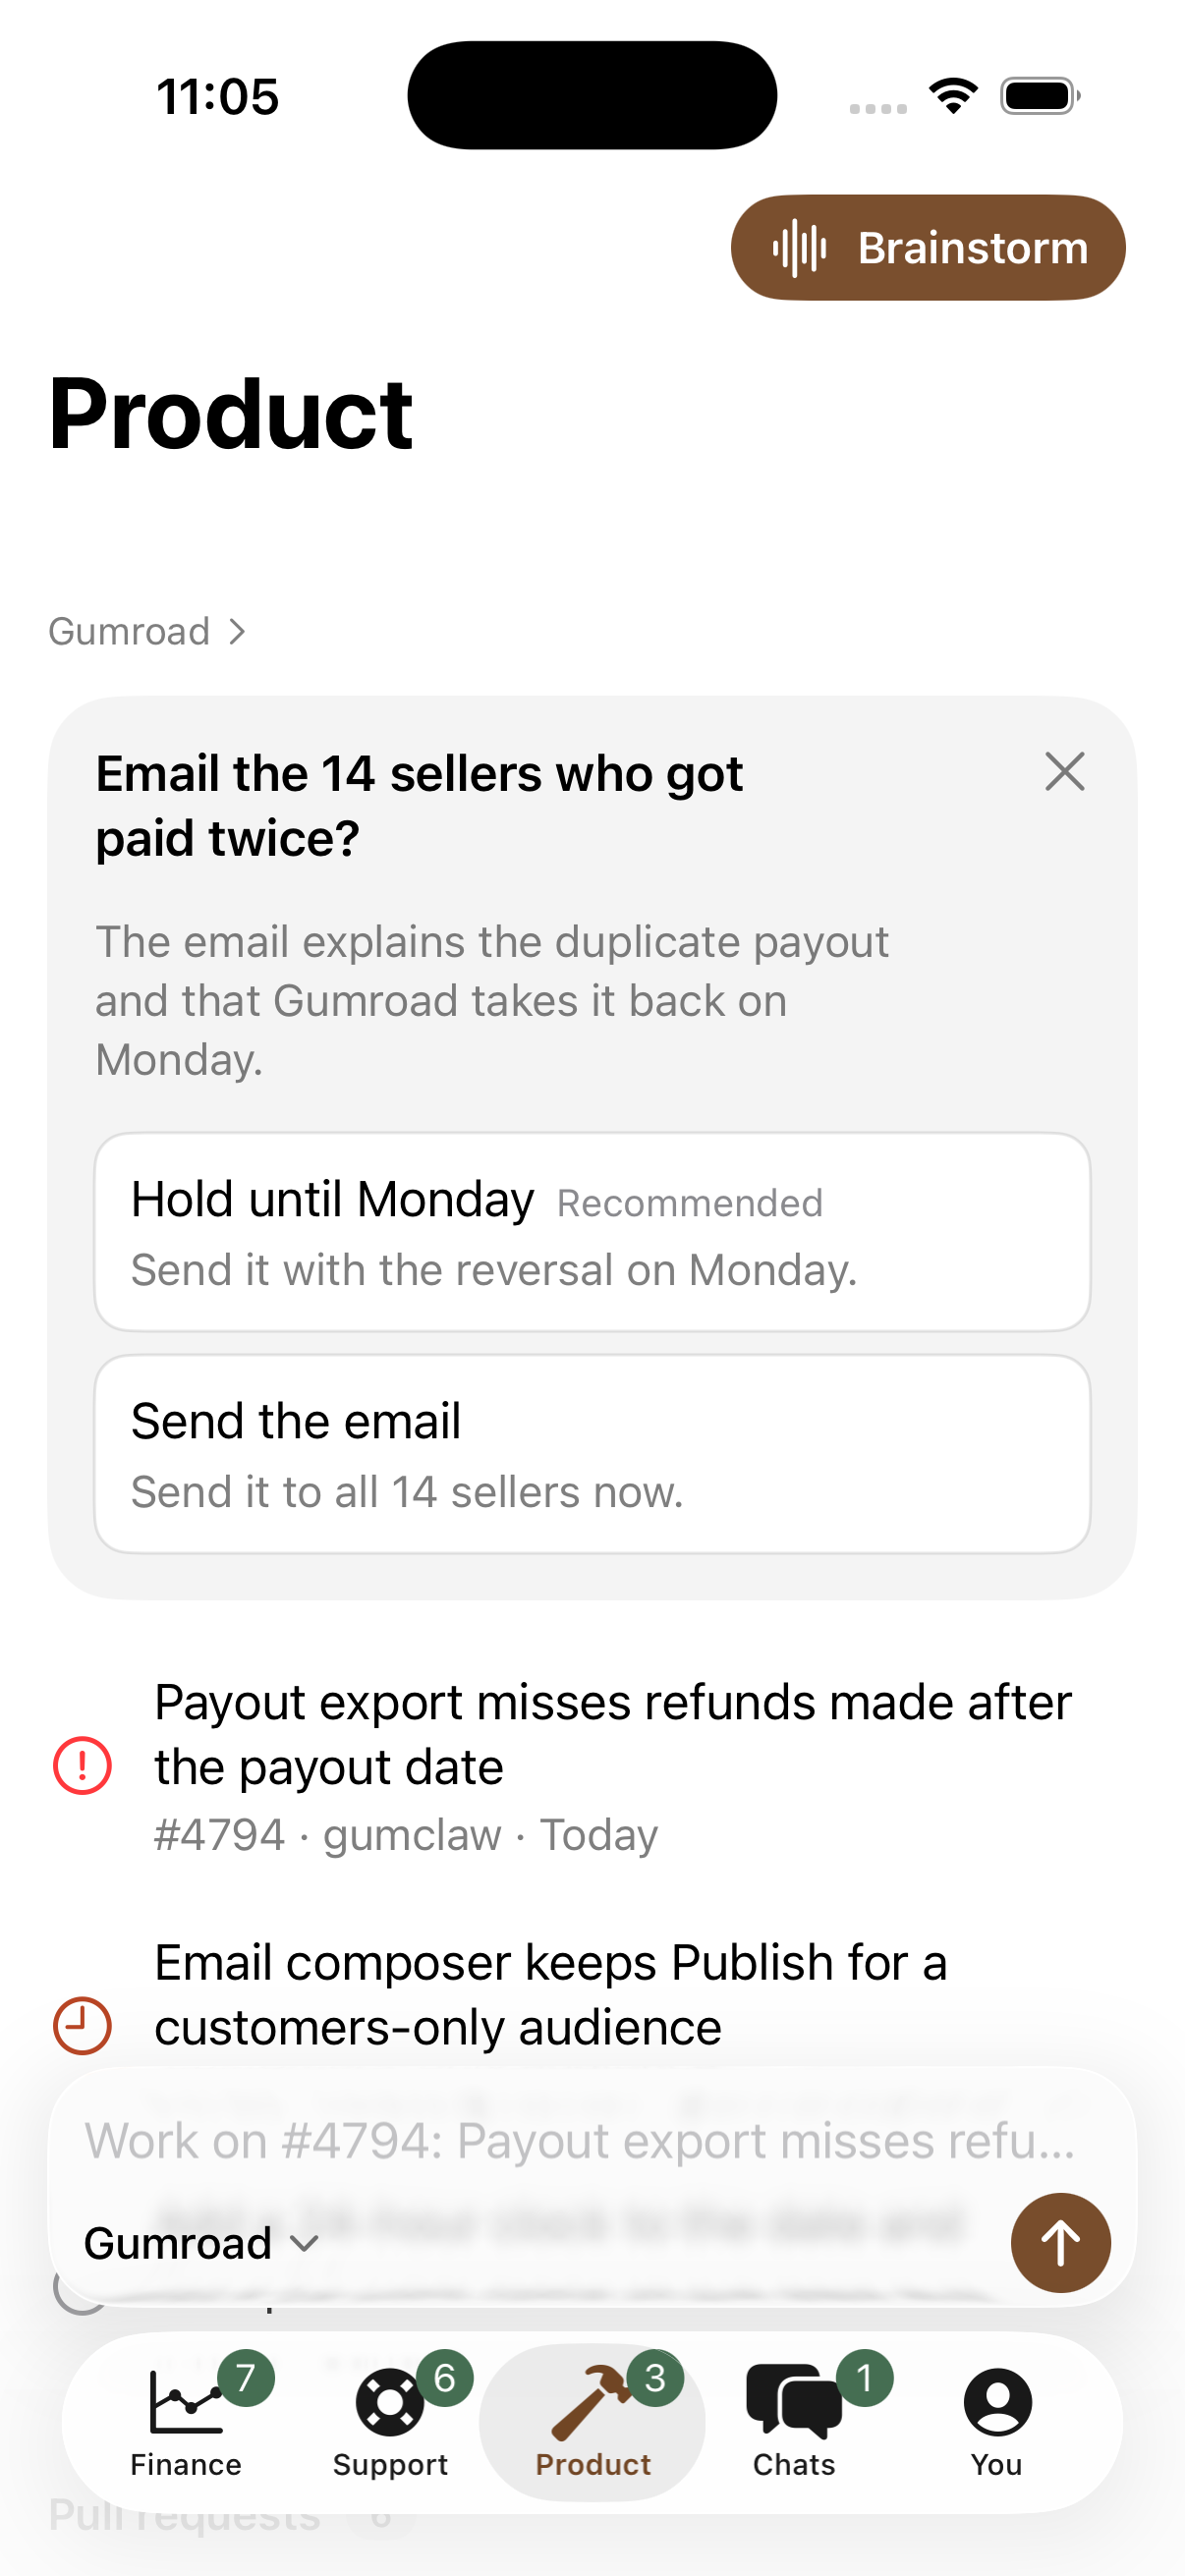 11:05
Brainstorm
Product
Gumroad
Email the 14 sellers who got
paid twice?
The email explains the duplicate payout
and that Gumroad takes it back on
Monday.
Hold until Monday Recommended
Send it with the reversal on Monday.
Send the email
Send it to all 14 sellers now.
Payout export misses refunds made after
the payout date
#4794 · gumclaw · Today
Email composer keeps Publish for a
customers-only audience
Work on #4794: Payout export misses refu...
Gumroad
7
6
3
1
Finance
Support
Product
Chats
You
Pull requests 6